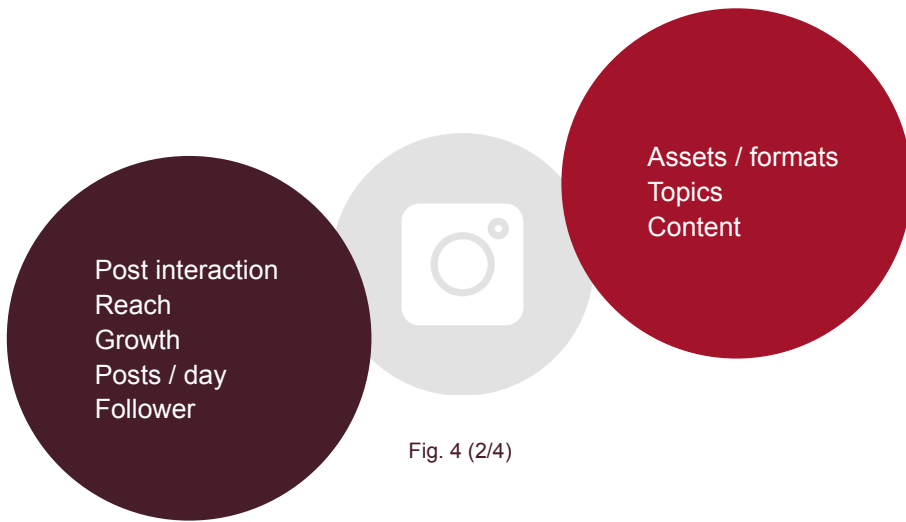 Assets / formats
Topics
Content
Post interaction
Reach
Growth
Posts / day
Follower
Fig. 4 (2/4)